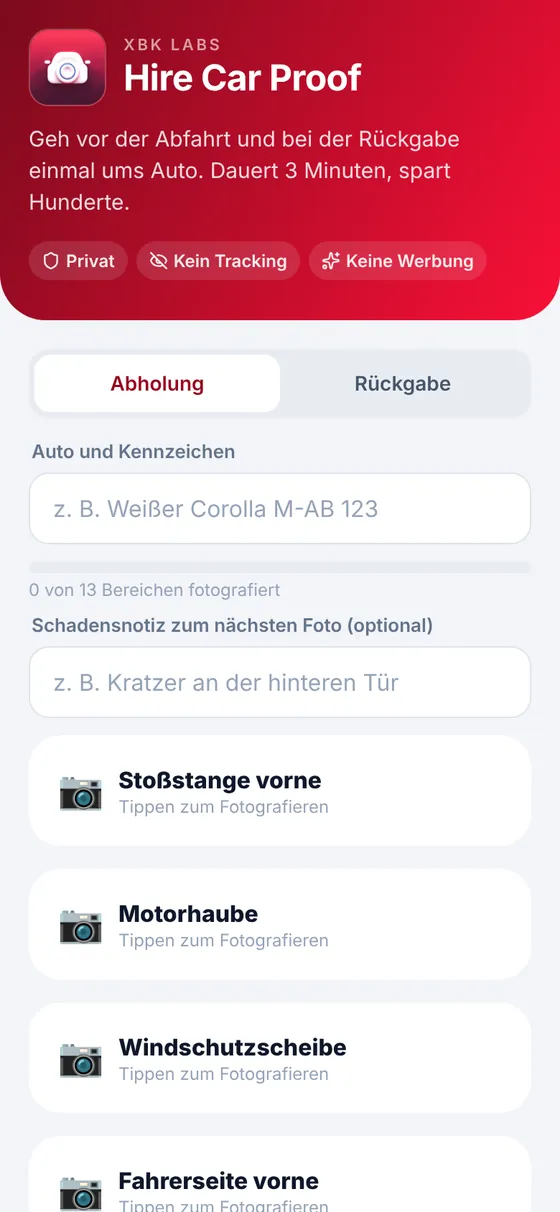 XBK LABS
Hire Car Proof
Geh vor der Abfahrt und bei der Rückgabe
einmal ums Auto. Dauert 3 Minuten, spart
Hunderte.
Privat
Kein Tracking
Keine Werbung
Abholung
Rückgabe
Auto und Kennzeichen
z. B. Weißer Corolla M-AB 123
0 von 13 Bereichen fotografiert
Schadensnotiz zum nächsten Foto (optional)
z. B. Kratzer an der hinteren Tür
Stoßstange vorne
Tippen zum Fotografieren
Motorhaube
Tippen zum Fotografieren
Windschutzscheibe
Tippen zum Fotografieren
Fahrerseite vorne
Tippen zum Fotografieren